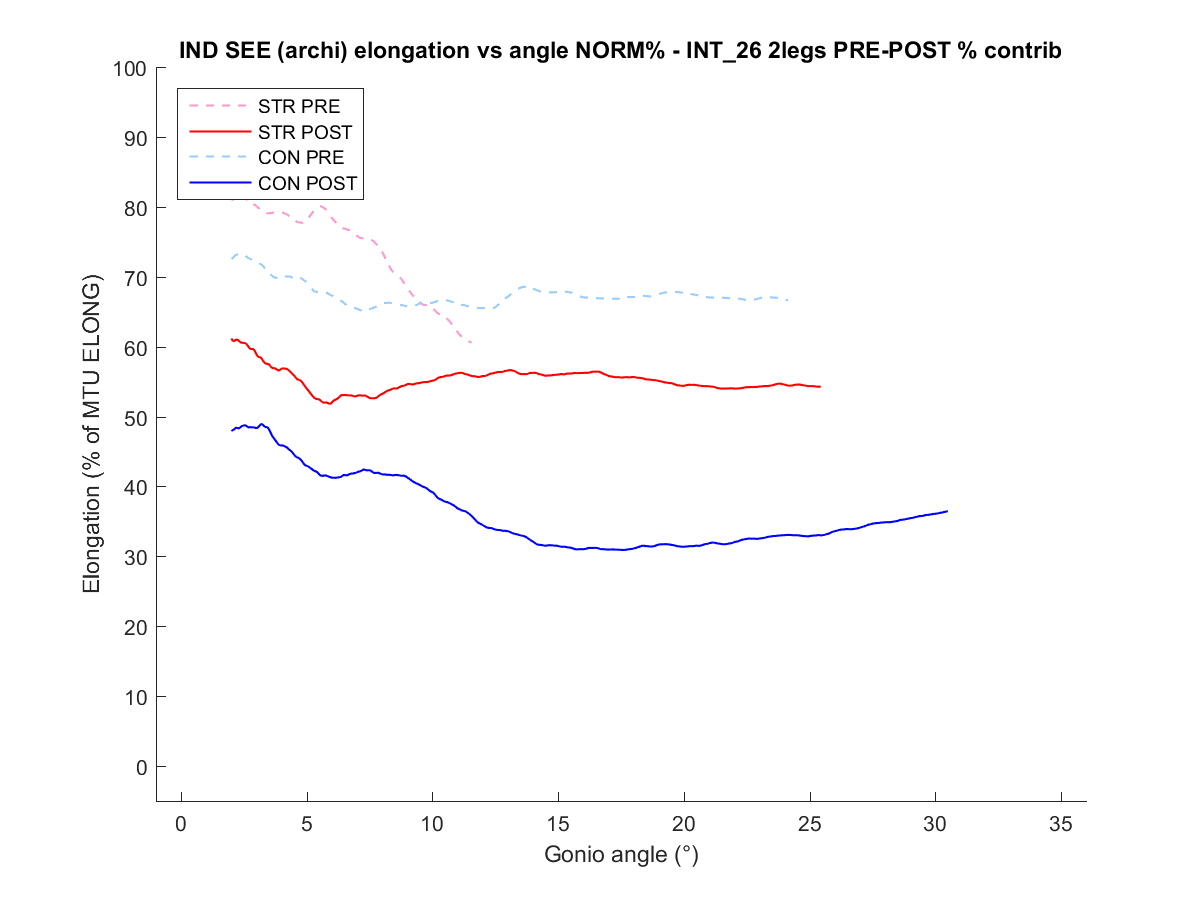 IND SEE (archi) elongation vs angle NORM% - INT_26 2legs PRE-POST % contrib
100
90
80
70
60
50
40
30
20
10
0
STR PRE
STR POST
CON PRE
CON POST
Elongation (% of MTU ELONG)
0 5 10 15 20 25 30 35
Gonio angle (°)